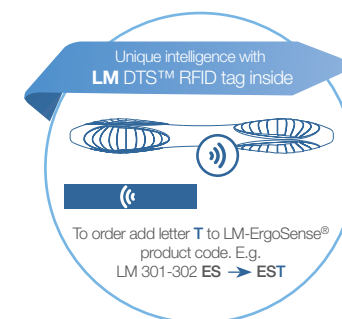 Unique intelligence with
LM DTS™ RFID tag inside
To order add letter T to LM-ErgoSense®
product code. E.g.
LM 301-302 ES ➔ EST